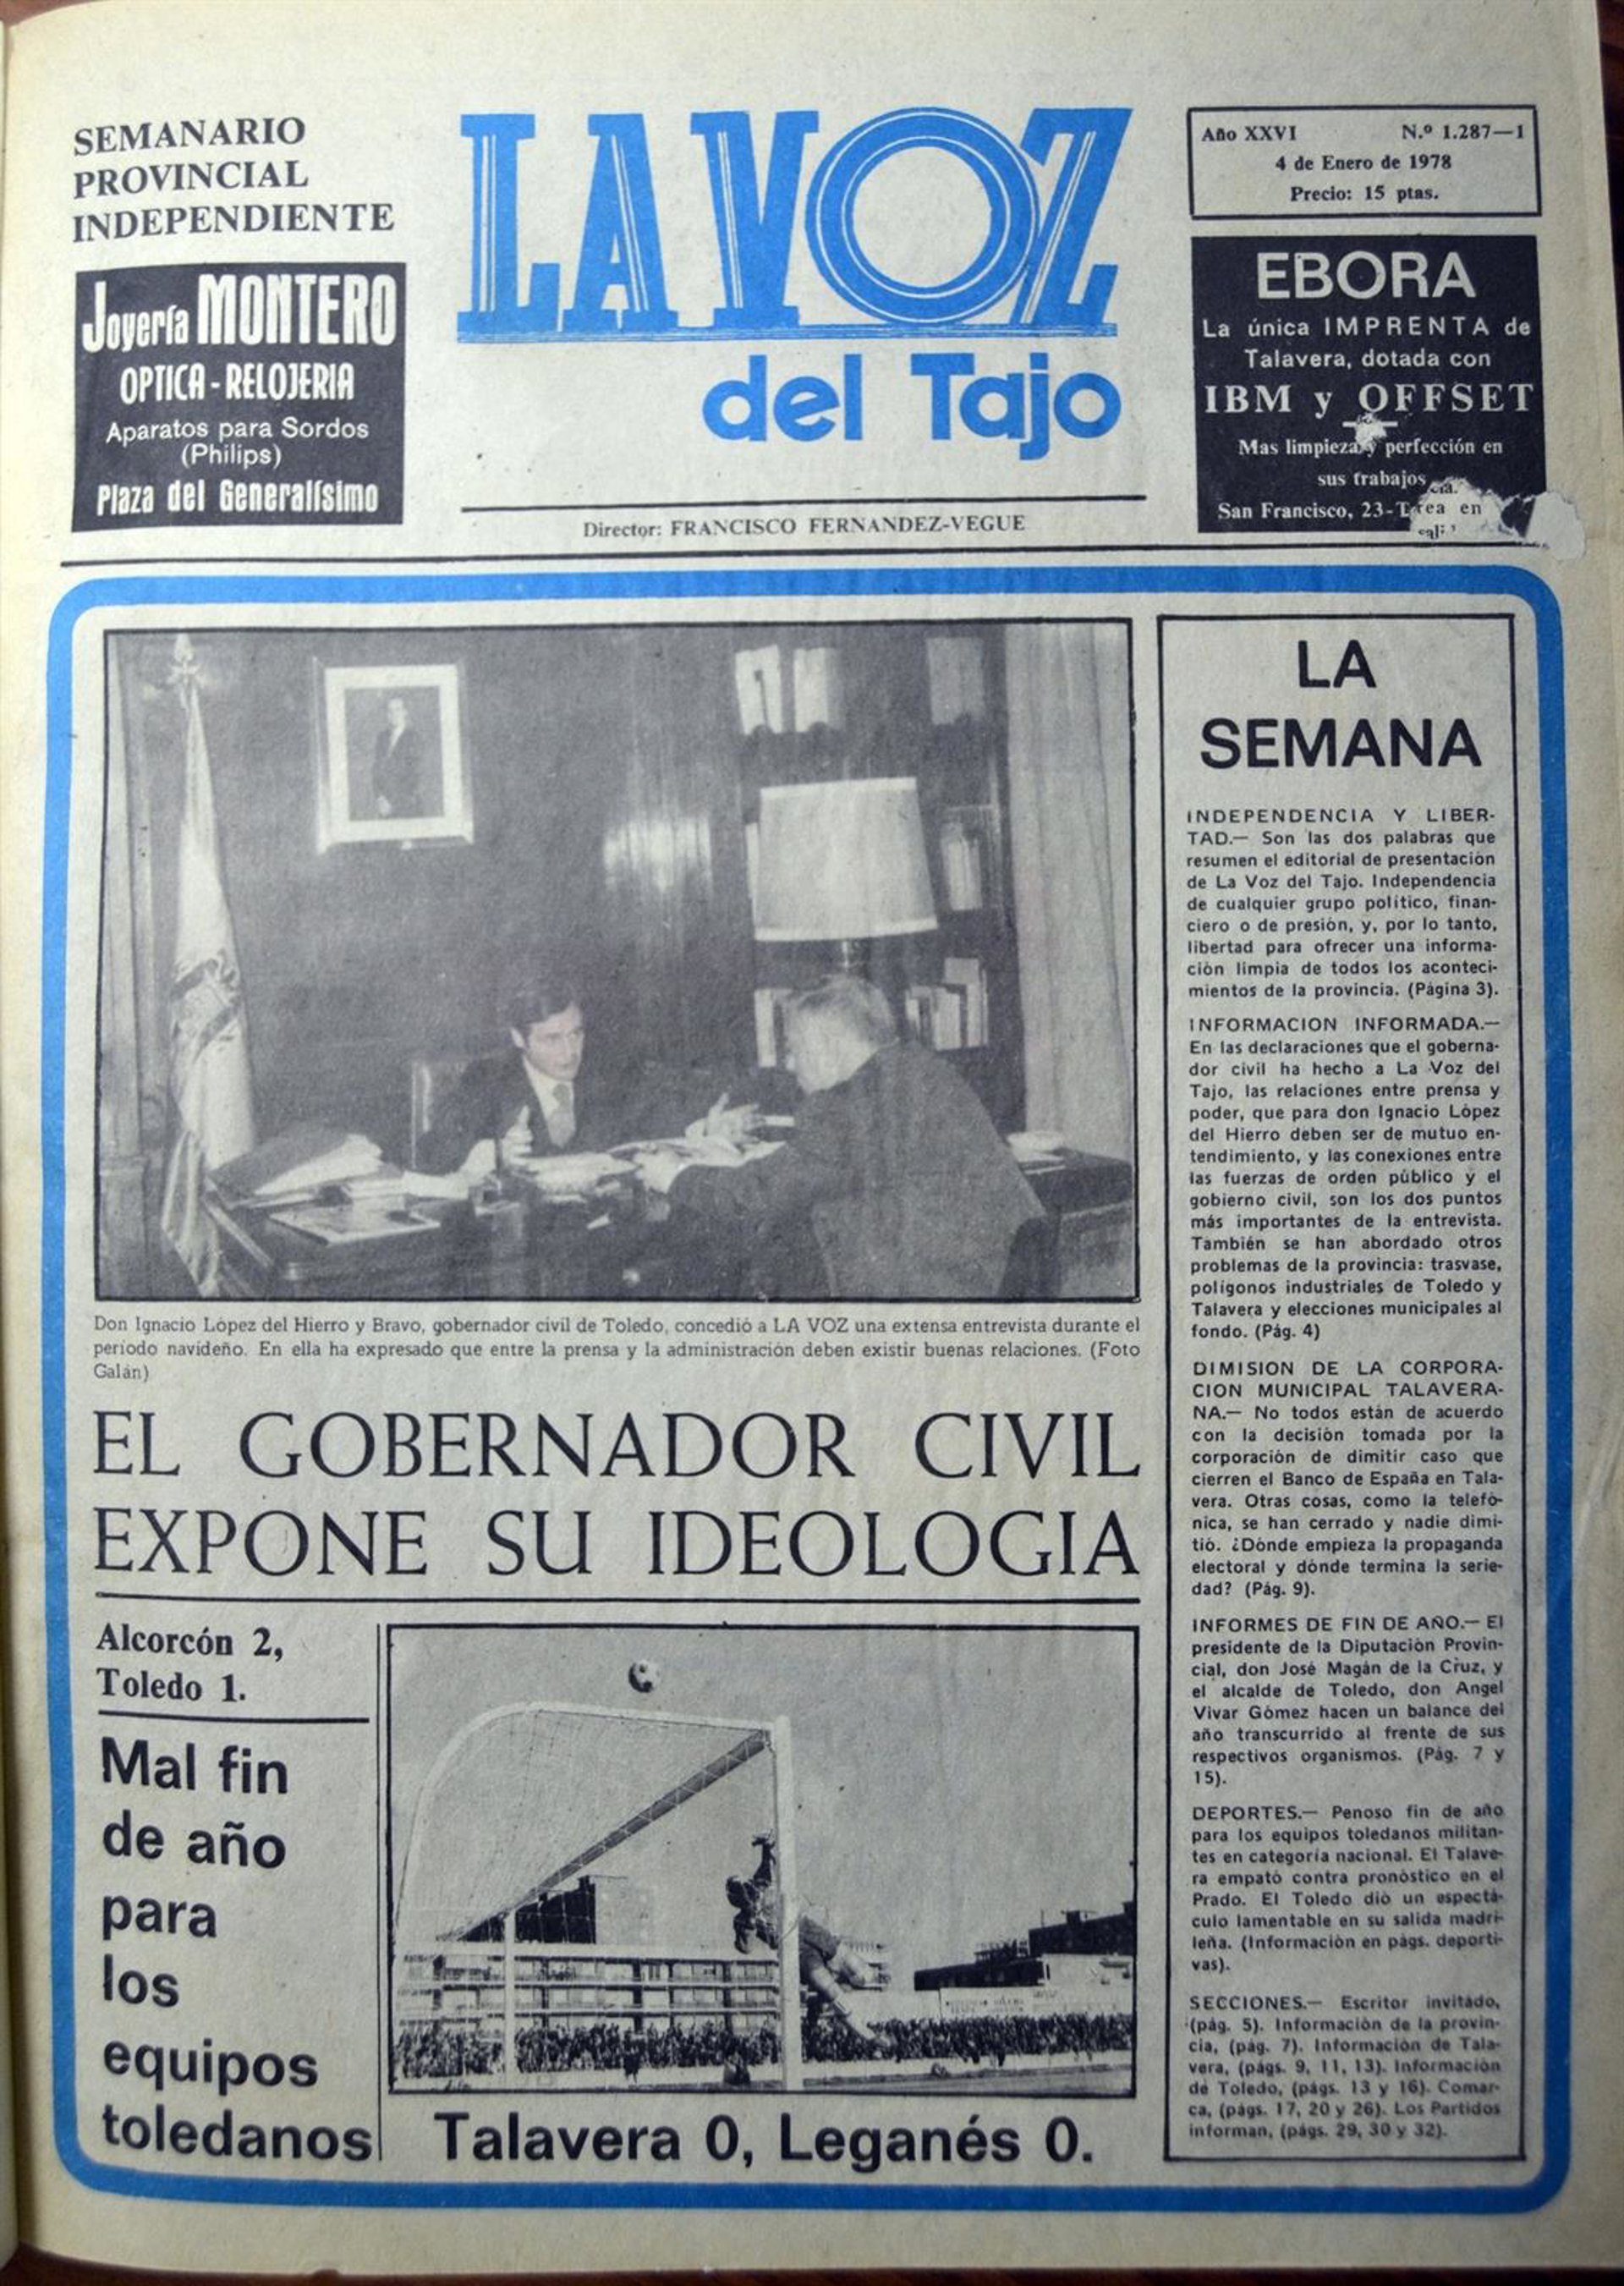 SEMANARIO
PROVINCIAL
INDEPENDIENTE
Joyería MONTERO
OPTICA - RELOJERIA
Aparatos para Sordos
(Philips)
Plaza del Generalísimo
LA VOZ
del Tajo
Director: FRANCISCO FERNANDEZ-VEGUE
Año XXVI N.º 1.287—1
4 de Enero de 1978
Precio: 15 ptas.
EBORA
La única IMPRENTA de
Talavera, dotada con
IBM y OFFSET
Mas limpieza y perfección en
sus trabajos
San Francisco, 23-T
Don Ignacio López del Hierro y Bravo, gobernador civil de Toledo, concedió a LA VOZ una extensa entrevista durante el
período navideño. En ella ha expresado que entre la prensa y la administración deben existir buenas relaciones. (Foto
Galán)
EL GOBERNADOR CIVIL
EXPONE SU IDEOLOGIA
Alcorcón 2,
Toledo 1.
Mal fin
de año
para
los
equipos
toledanos
Talavera 0, Leganés 0.
LA
SEMANA
INDEPENDENCIA Y LIBER-
TAD.— Son las dos palabras que
resumen el editorial de presentación
de La Voz del Tajo. Independencia
de cualquier grupo político, finan-
ciero o de presión, y, por lo tanto,
libertad para ofrecer una informa-
ción limpia de todos los aconteci-
mientos de la provincia. (Página 3).
INFORMACION INFORMADA.—
En las declaraciones que el goberna-
dor civil ha hecho a La Voz del
Tajo, las relaciones entre prensa y
poder, que para don Ignacio López
del Hierro deben ser de mutuo en-
tendimiento, y las conexiones entre
las fuerzas de orden público y el
gobierno civil, son los dos puntos
más importantes de la entrevista.
También se han abordado otros
problemas de la provincia: trasvase,
polígonos industriales de Toledo y
Talavera y elecciones municipales al
fondo. (Pág. 4)
DIMISION DE LA CORPORA-
CION MUNICIPAL TALAVERA-
NA.— No todos están de acuerdo
con la decisión tomada por la
corporación de dimitir caso que
cierren el Banco de España en Tala-
vera. Otras cosas, como la telefó-
nica, se han cerrado y nadie dimi-
tió. ¿Dónde empieza la propaganda
electoral y dónde termina la serie-
dad? (Pág. 9).
INFORMES DE FIN DE AÑO.— El
presidente de la Diputación Provin-
cial, don José Magán de la Cruz, y
el alcalde de Toledo, don Angel
Vivar Gómez hacen un balance del
año transcurrido al frente de sus
respectivos organismos. (Pág. 7 y
15).
DEPORTES.— Penoso fin de año
para los equipos toledanos militan-
tes en categoría nacional. El Talave-
ra empató contra pronóstico en el
Prado. El Toledo dió un espectá-
culo lamentable en su salida madri-
leña. (Información en págs. deporti-
vas).
SECCIONES.— Escritor invitado,
(pág. 5). Información de la provin-
cia, (pág. 7). Información de Tala-
vera, (págs. 9, 11, 13). Información
de Toledo, (págs. 13 y 16). Comar-
ca, (págs. 17, 20 y 26). Los Partidos
informan, (págs. 29, 30 y 32).